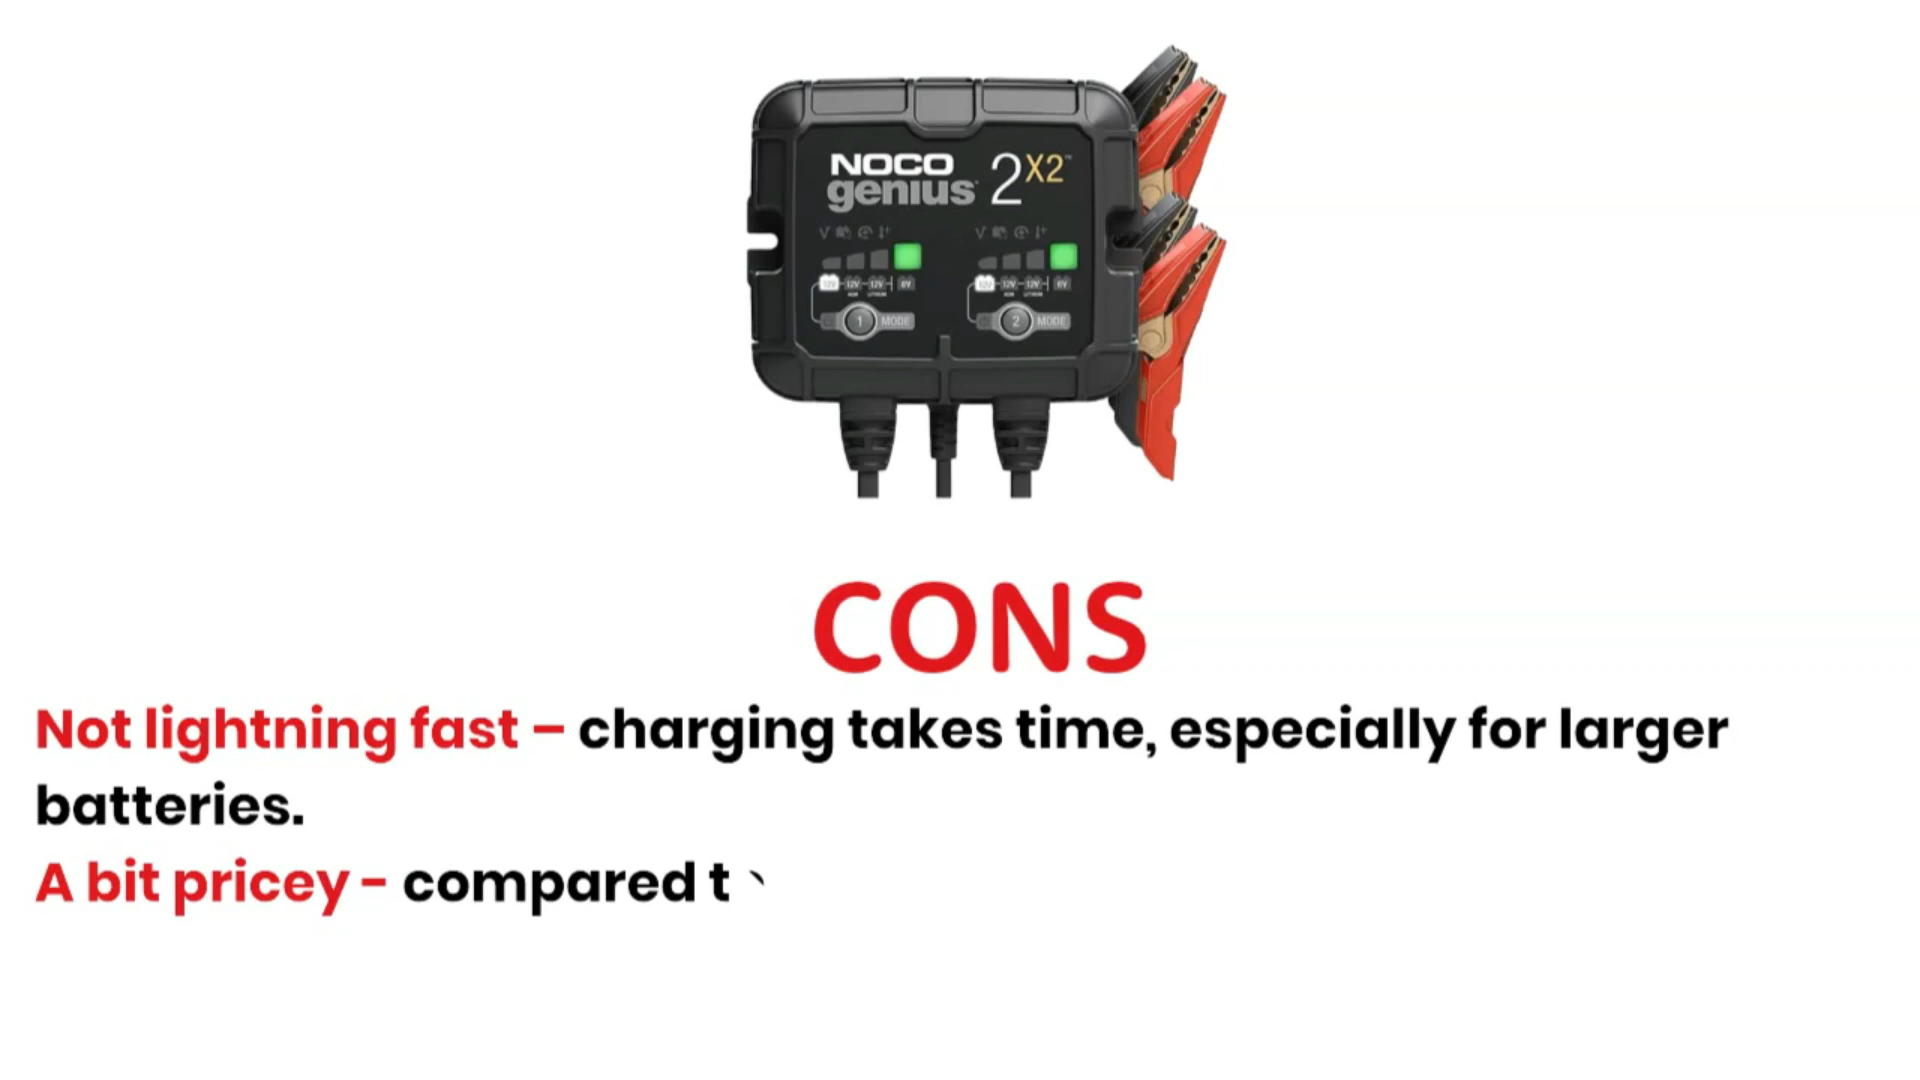 NOCO
genius 2X2™
12V 12V 12V 6V
AGM LITHIUM
1 MODE
12V 12V 12V 6V
AGM LITHIUM
2 MODE
CONS
Not lightning fast – charging takes time, especially for larger
batteries.
A bit pricey - compared t